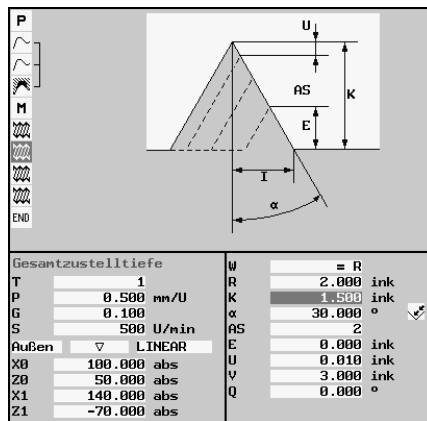 P
U
K
AS
E
M
I
α
END
Gesamtzustelltiefe
T 1
P 0.500 mm/U
G 0.100
S 500 U/min
Außen ▽ LINEAR
X0 100.000 abs
Z0 50.000 abs
X1 140.000 abs
Z1 -70.000 abs
W = R
R 2.000 ink
K 1.500 ink
α 30.000 °
AS 2
E 0.000 ink
U 0.010 ink
V 3.000 ink
Q 0.000 °